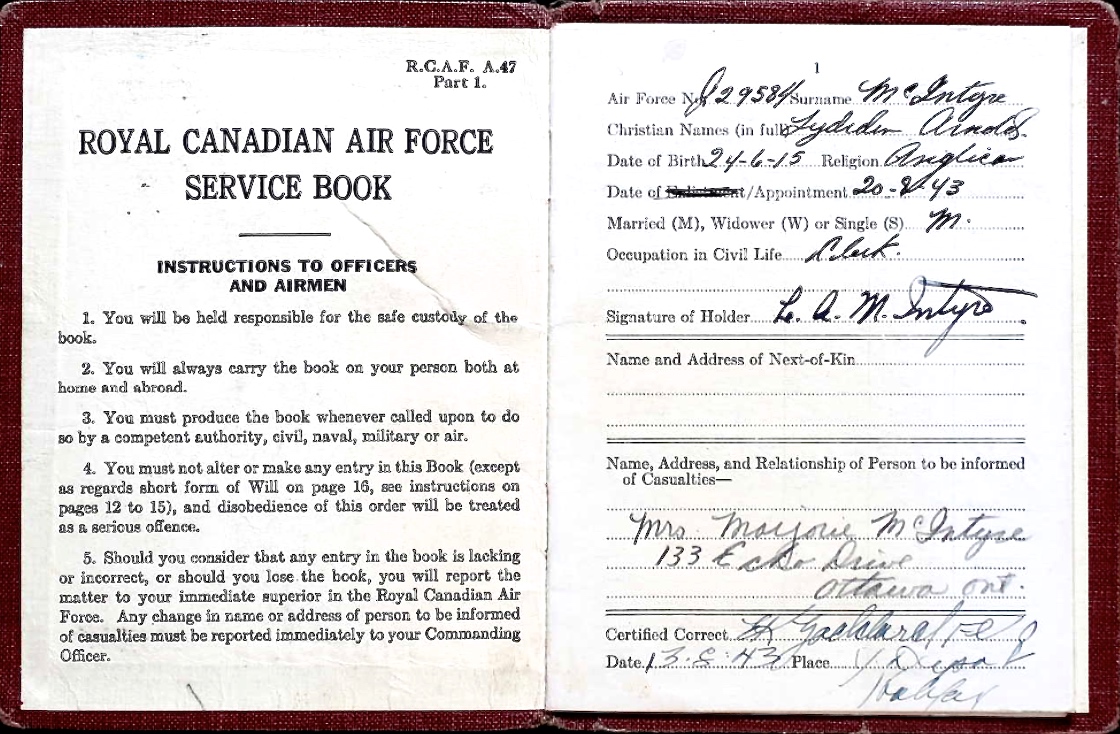 R.C.A.F. A.47
Part 1.
ROYAL CANADIAN AIR FORCE
SERVICE BOOK
INSTRUCTIONS TO OFFICERS
AND AIRMEN
1. You will be held responsible for the safe custody of the
book.
2. You will always carry the book on your person both at
home and abroad.
3. You must produce the book whenever called upon to do
so by a competent authority, civil, naval, military or air.
4. You must not alter or make any entry in this Book (except
as regards short form of Will on page 16, see instructions on
pages 12 to 15), and disobedience of this order will be treated
as a serious offence.
5. Should you consider that any entry in the book is lacking
or incorrect, or should you lose the book, you will report the
matter to your immediate superior in the Royal Canadian Air
Force. Any change in name or address of person to be informed
of casualties must be reported immediately to your Commanding
Officer.
1
Air Force No. J29584 Surname McIntyre
Christian Names (in full) Arnold.
Date of Birth 24-6-15 Religion Anglican
Date of /Appointment 20-2-43
Married (M), Widower (W) or Single (S) M.
Occupation in Civil Life Clerk.
Signature of Holder L. A. McIntyre
Name and Address of Next-of-Kin
Name, Address, and Relationship of Person to be informed
of Casualties—
Mrs. Marjorie McIntyre
133 Echo Drive
Ottawa Ont.
Certified Correct
Date 13-8-43 Place Y Depot
Halifax